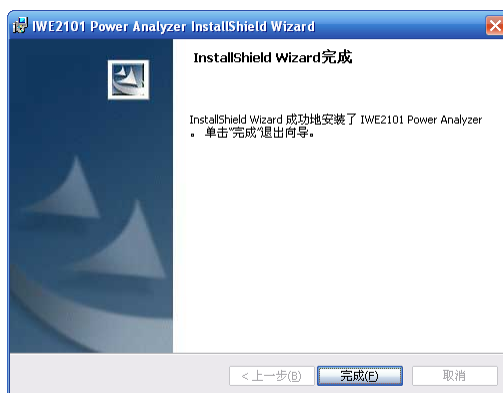 IWE2101 Power Analyzer InstallShield Wizard
InstallShield Wizard完成
InstallShield Wizard 成功地安装了 IWE2101 Power Analyzer
。 单击“完成”退出向导。
< 上一步(B)
完成(F)
取消